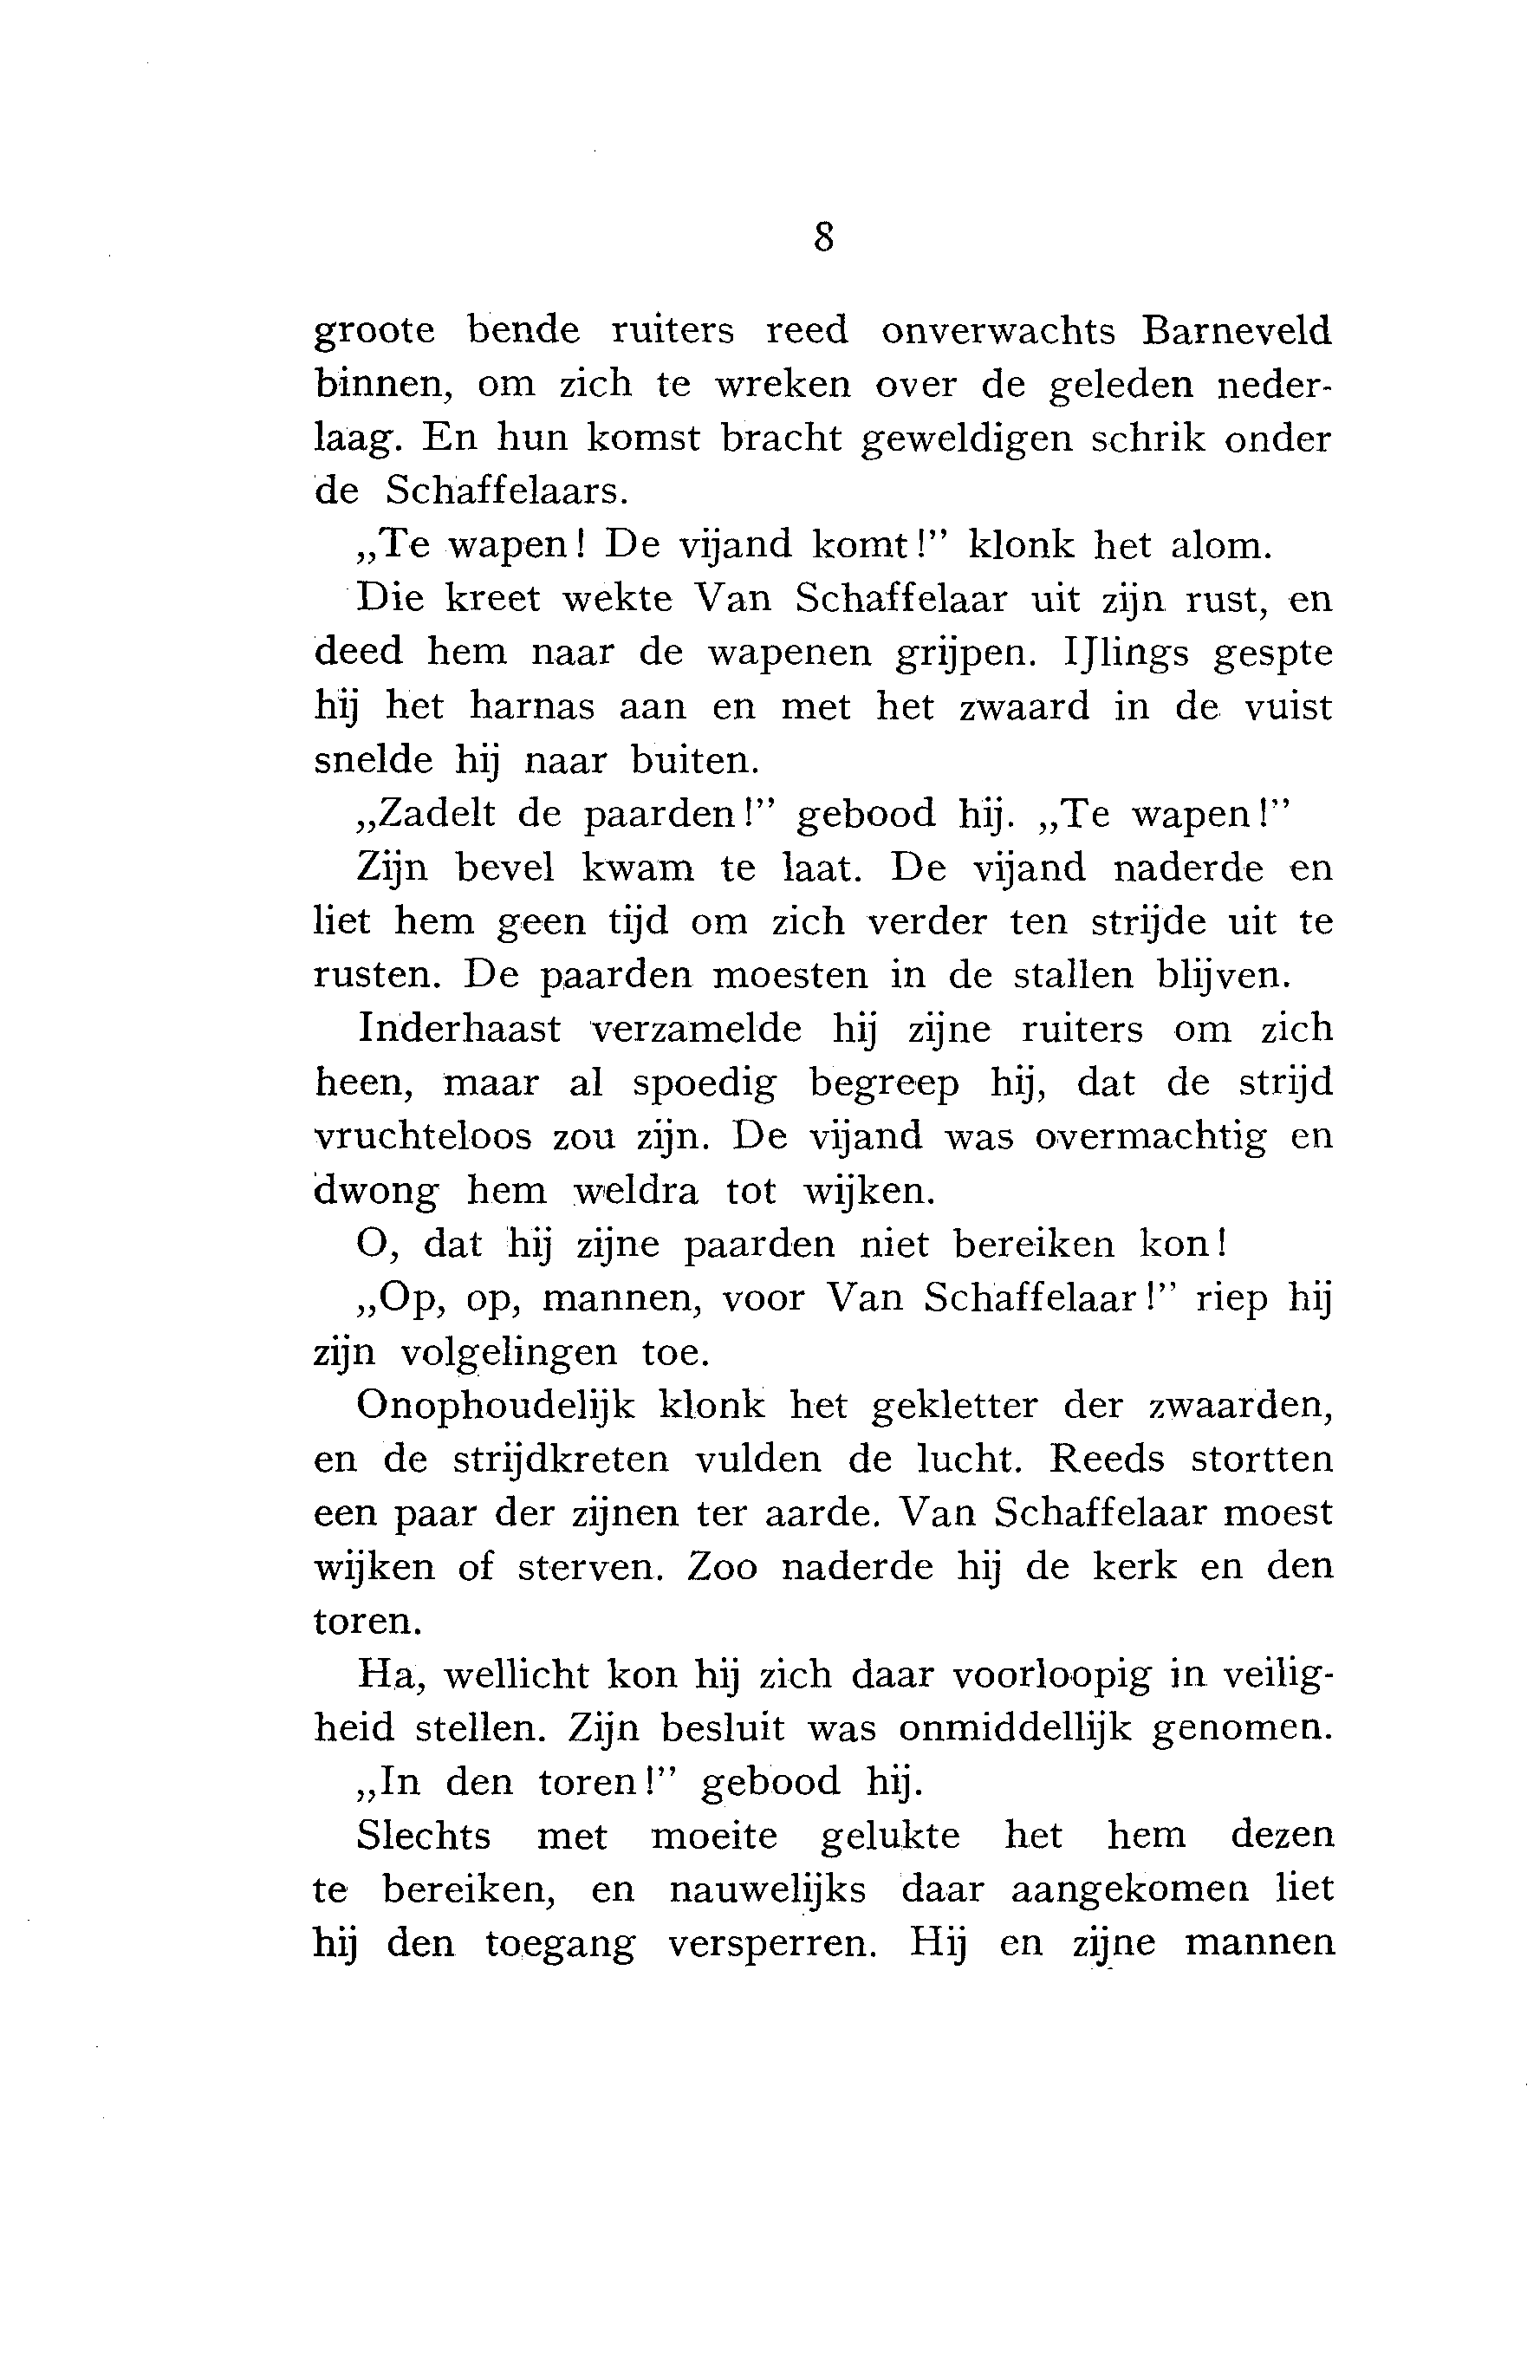 8
groote bende ruiters reed onverwachts Barneveld
binnen, om zich te wreken over de geleden neder-
laag. En hun komst bracht geweldigen schrik onder
de Schaffelaars.
„Te wapen! De vijand komt!” klonk het alom.
Die kreet wekte Van Schaffelaar uit zijn rust, en
deed hem naar de wapenen grijpen. IJlings gespte
hij het harnas aan en met het zwaard in de vuist
snelde hij naar buiten.
„Zadelt de paarden!” gebood hij. „Te wapen!”
Zijn bevel kwam te laat. De vijand naderde en
liet hem geen tijd om zich verder ten strijde uit te
rusten. De paarden moesten in de stallen blijven.
Inderhaast verzamelde hij zijne ruiters om zich
heen, maar al spoedig begreep hij, dat de strijd
vruchteloos zou zijn. De vijand was overmachtig en
dwong hem weldra tot wijken.
O, dat hij zijne paarden niet bereiken kon!
„Op, op, mannen, voor Van Schaffelaar!” riep hij
zijn volgelingen toe.
Onophoudelijk klonk het gekletter der zwaarden,
en de strijdkreten vulden de lucht. Reeds stortten
een paar der zijnen ter aarde. Van Schaffelaar moest
wijken of sterven. Zoo naderde hij de kerk en den
toren.
Ha, wellicht kon hij zich daar voorloopig in veilig-
heid stellen. Zijn besluit was onmiddellijk genomen.
„In den toren!” gebood hij.
Slechts met moeite gelukte het hem dezen
te bereiken, en nauwelijks daar aangekomen liet
hij den toegang versperren. Hij en zijne mannen